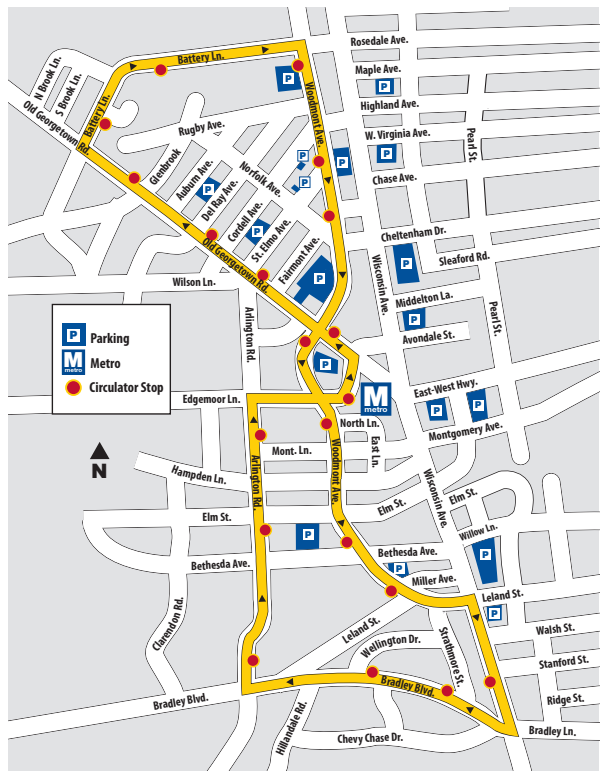 Rosedale Ave.
Battery Ln.
N Brook Ln.
S Brook Ln.
Maple Ave.
P
P
Highland Ave.
Old Georgetown Rd.
Battery Ln.
Woodmont Ave.
Rugby Ave.
W. Virginia Ave.
Pearl St.
Glenbrook
Norfolk Ave.
P
P
P
P
Auburn Ave.
P
Chase Ave.
Del Ray Ave.
Cordell Ave.
P
St. Elmo Ave.
Cheltenham Dr.
Old Georgetown Rd.
Fairmont Ave.
P
Wisconsin Ave.
P
Sleaford Rd.
Wilson Ln.
Middelton La.
P
Pearl St.
Arlington Rd.
Avondale St.
P Parking
M metro Metro
Circulator Stop
P
M
metro
East-West Hwy.
P
P
Edgemoor Ln.
North Ln.
Montgomery Ave.
N
Mont. Ln.
East Ln.
Hampden Ln.
Arlington Rd.
Woodmont Ave.
Wisconsin Ave.
Elm St.
Elm St.
Elm St.
Willow Ln.
P
P
Bethesda Ave.
Bethesda Ave.
P
Miller Ave.
Leland St.
P
Clarendon Rd.
Leland St.
Wellington Dr.
Strathmore St.
Walsh St.
Stanford St.
Bradley Blvd.
Bradley Blvd.
Ridge St.
Hillandale Rd.
Chevy Chase Dr.
Bradley Ln.